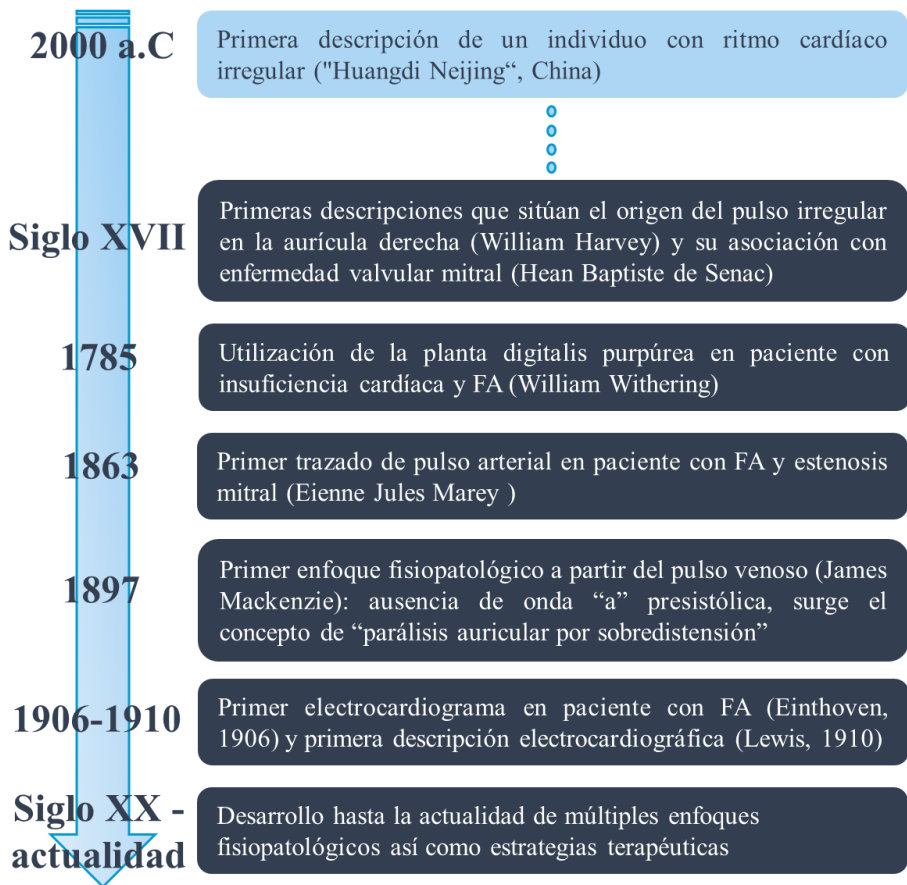 2000 a.C
Primera descripción de un individuo con ritmo cardíaco
irregular ("Huangdi Neijing“, China)
Siglo XVII
Primeras descripciones que sitúan el origen del pulso irregular
en la aurícula derecha (William Harvey) y su asociación con
enfermedad valvular mitral (Hean Baptiste de Senac)
1785
Utilización de la planta digitalis purpúrea en paciente con
insuficiencia cardíaca y FA (William Withering)
1863
Primer trazado de pulso arterial en paciente con FA y estenosis
mitral (Eienne Jules Marey )
1897
Primer enfoque fisiopatológico a partir del pulso venoso (James
Mackenzie): ausencia de onda “a” presistólica, surge el
concepto de “parálisis auricular por sobredistensión”
1906-1910
Primer electrocardiograma en paciente con FA (Einthoven,
1906) y primera descripción electrocardiográfica (Lewis, 1910)
Siglo XX -
actualidad
Desarrollo hasta la actualidad de múltiples enfoques
fisiopatológicos así como estrategias terapéuticas